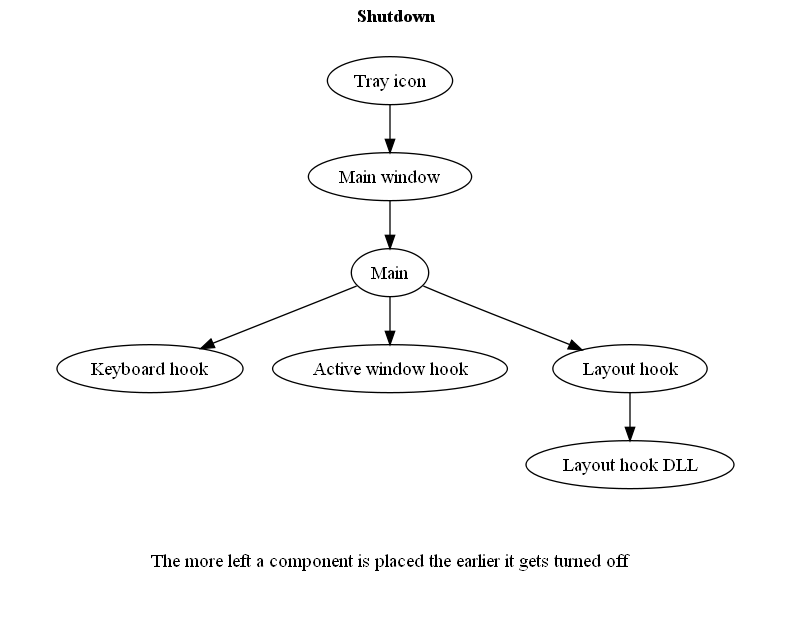 Shutdown
Tray icon
Main window
Main
Keyboard hook
Active window hook
Layout hook
Layout hook DLL
The more left a component is placed the earlier it gets turned off